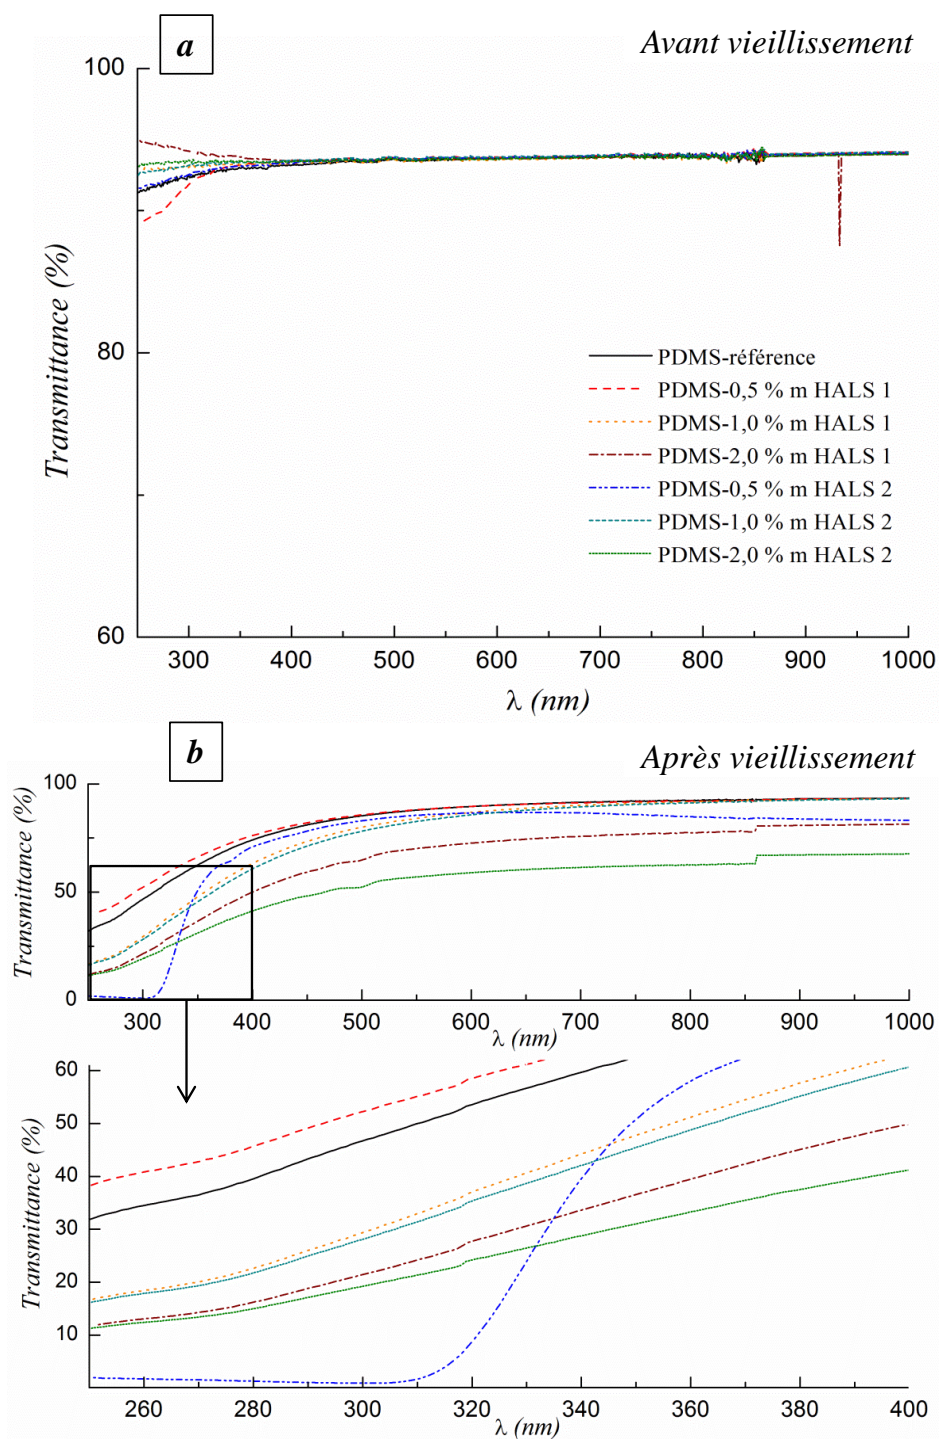 a
Avant vieillissement
100
80
60
Transmittance (%)
PDMS-référence
PDMS-0,5 % m HALS 1
PDMS-1,0 % m HALS 1
PDMS-2,0 % m HALS 1
PDMS-0,5 % m HALS 2
PDMS-1,0 % m HALS 2
PDMS-2,0 % m HALS 2
300 400 500 600 700 800 900 1000
λ (nm)
b
Après vieillissement
100
50
0
Transmittance (%)
300 400 500 600 700 800 900 1000
λ (nm)
60
50
40
30
20
10
Transmittance (%)
260 280 300 320 340 360 380 400
λ (nm)